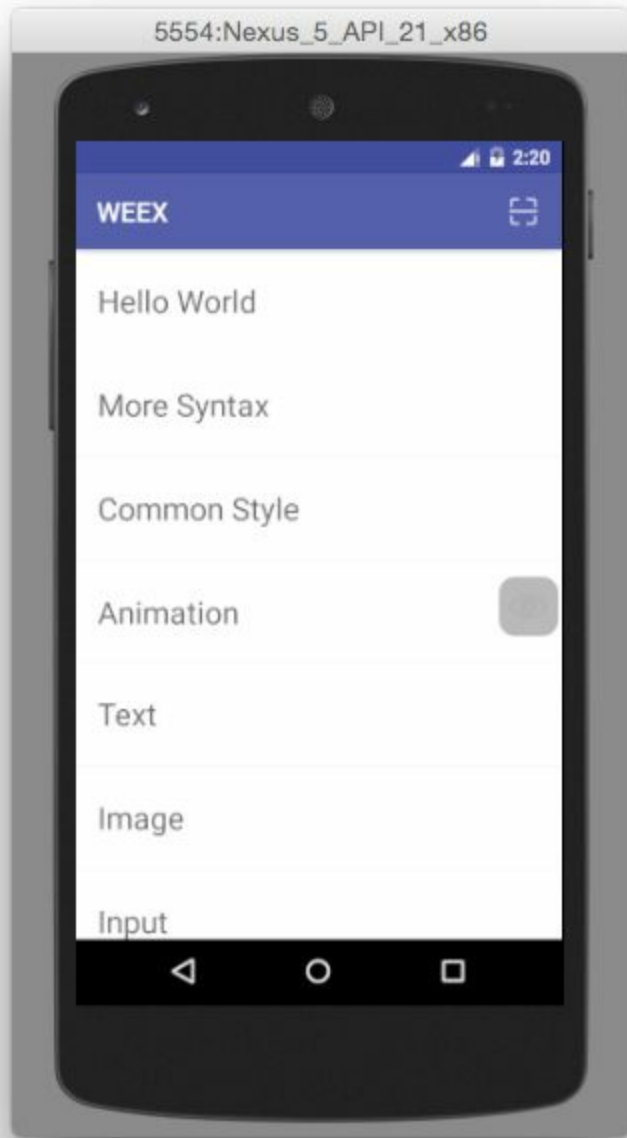 5554:Nexus_5_API_21_x86
2:20
WEEX
Hello World
More Syntax
Common Style
Animation
Text
Image
Input